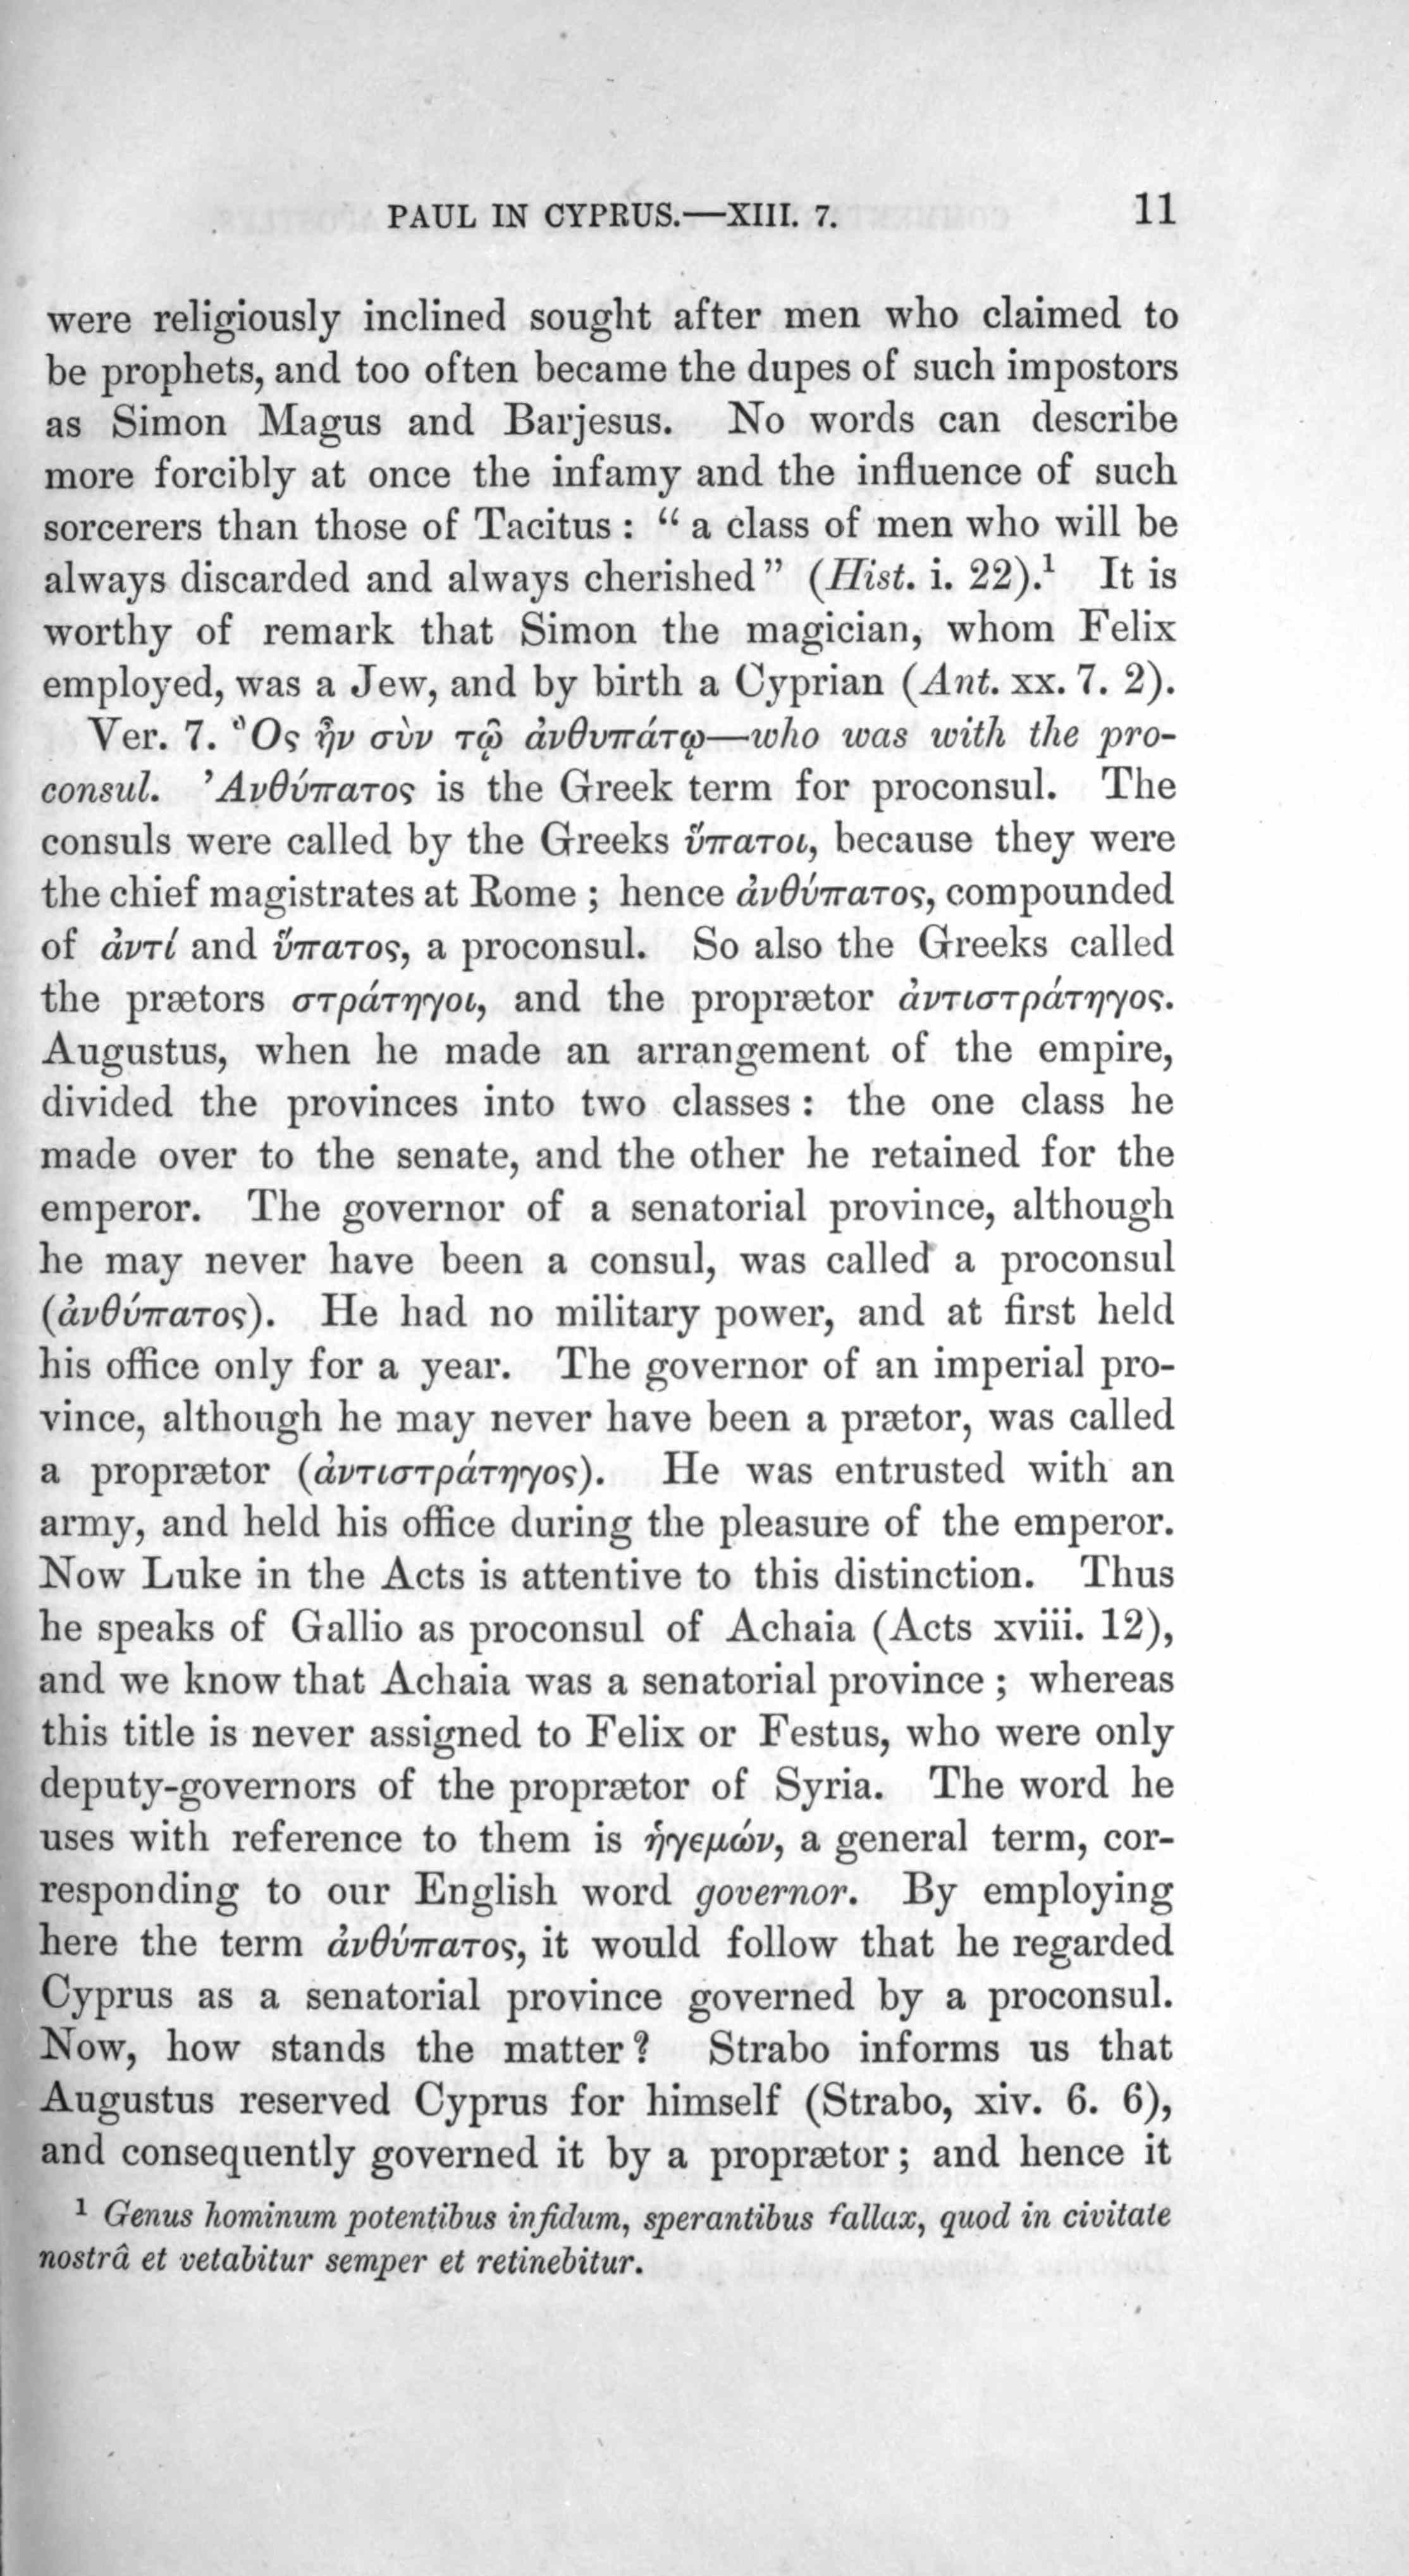 PAUL IN CYPRUS.—XIII. 7. 11
were religiously inclined sought after men who claimed to
be prophets, and too often became the dupes of such impostors
as Simon Magus and Barjesus. No words can describe
more forcibly at once the infamy and the influence of such
sorcerers than those of Tacitus : “ a class of men who will be
always discarded and always cherished ” (Hist. i. 22).¹ It is
worthy of remark that Simon the magician, whom Felix
employed, was a Jew, and by birth a Cyprian (Ant. xx. 7. 2).
Ver. 7. Ὃς ἦν σὺν τῷ ἀνθυπάτῳ—who was with the pro-
consul. Ἀνθύπατος is the Greek term for proconsul. The
consuls were called by the Greeks ὕπατοι, because they were
the chief magistrates at Rome ; hence ἀνθύπατος, compounded
of ἀντί and ὕπατος, a proconsul. So also the Greeks called
the prætors στράτηγοι, and the proprætor ἀντιστράτηγος.
Augustus, when he made an arrangement of the empire,
divided the provinces into two classes : the one class he
made over to the senate, and the other he retained for the
emperor. The governor of a senatorial province, although
he may never have been a consul, was called a proconsul
(ἀνθύπατος). He had no military power, and at first held
his office only for a year. The governor of an imperial pro-
vince, although he may never have been a prætor, was called
a proprætor (ἀντιστράτηγος). He was entrusted with an
army, and held his office during the pleasure of the emperor.
Now Luke in the Acts is attentive to this distinction. Thus
he speaks of Gallio as proconsul of Achaia (Acts xviii. 12),
and we know that Achaia was a senatorial province ; whereas
this title is never assigned to Felix or Festus, who were only
deputy-governors of the proprætor of Syria. The word he
uses with reference to them is ἡγεμών, a general term, cor-
responding to our English word governor. By employing
here the term ἀνθύπατος, it would follow that he regarded
Cyprus as a senatorial province governed by a proconsul.
Now, how stands the matter ? Strabo informs us that
Augustus reserved Cyprus for himself (Strabo, xiv. 6. 6),
and consequently governed it by a proprætor ; and hence it
¹ Genus hominum potentibus infidum, sperantibus fallax, quod in civitate
nostrâ et vetabitur semper et retinebitur.